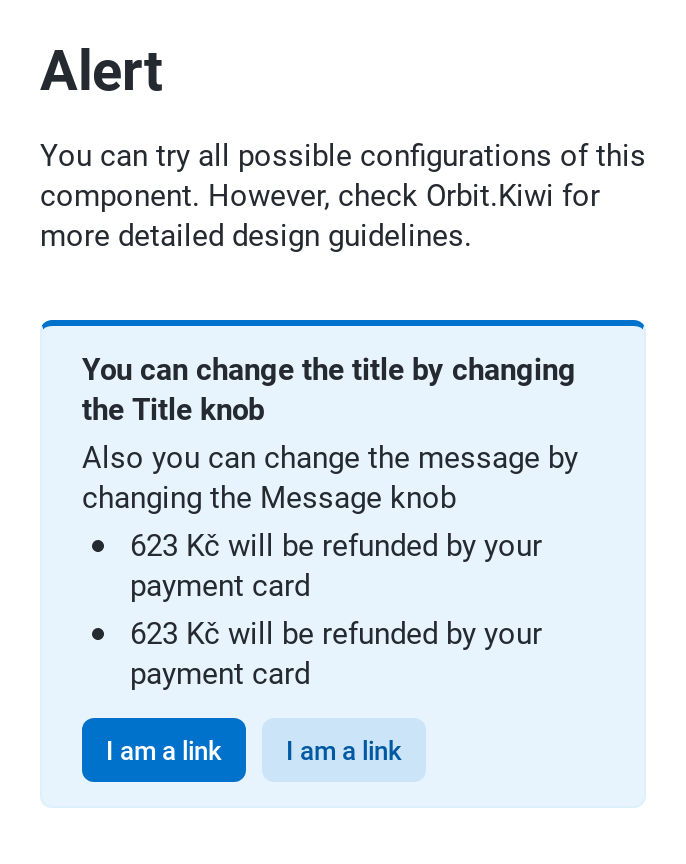 Alert
You can try all possible configurations of this
component. However, check Orbit.Kiwi for
more detailed design guidelines.
You can change the title by changing
the Title knob
Also you can change the message by
changing the Message knob
623 Kč will be refunded by your
payment card
623 Kč will be refunded by your
payment card
I am a link
I am a link